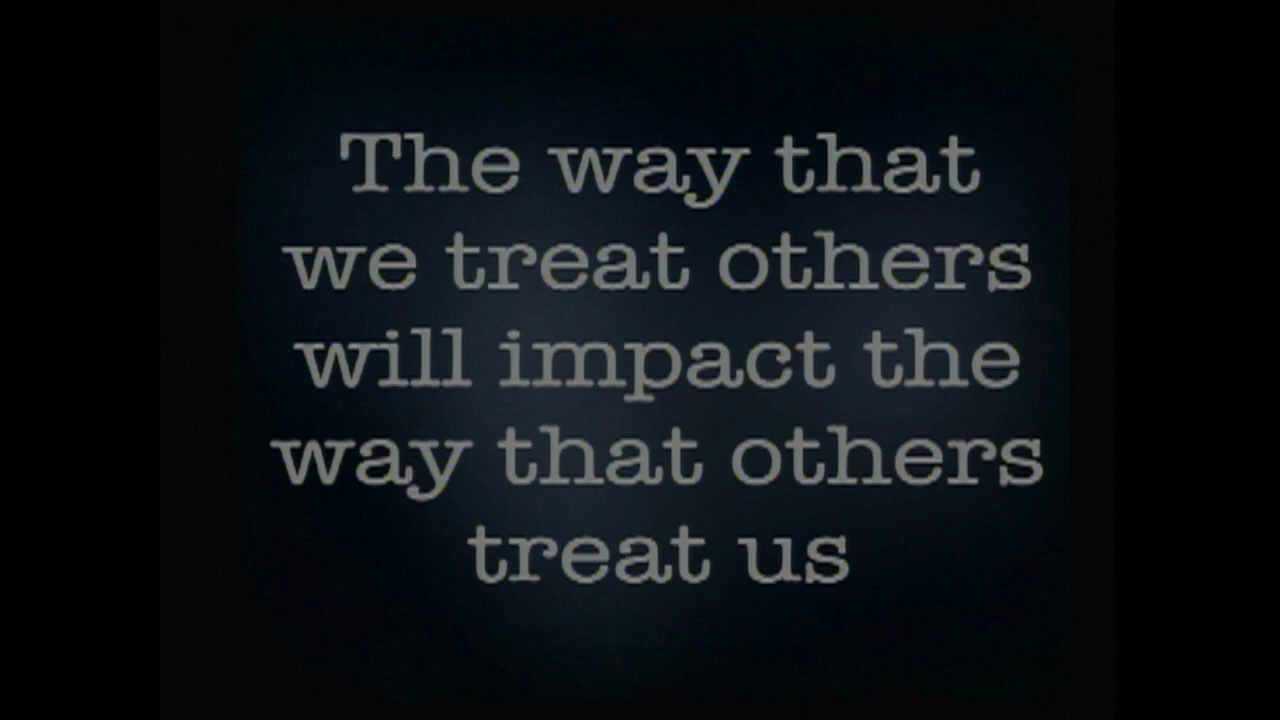 The way that
we treat others
will impact the
way that others
treat us